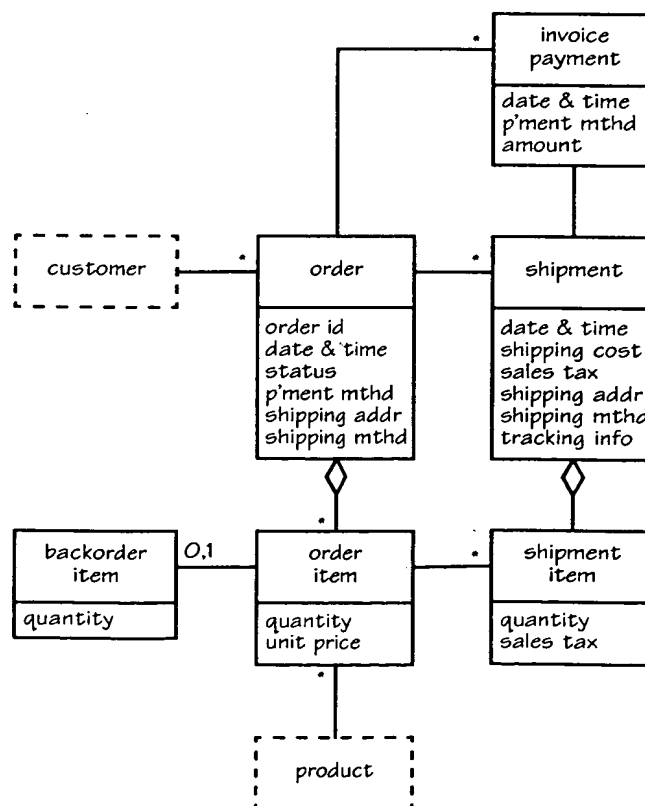 *
invoice
payment
date & time
p'ment mthd
amount
customer
*
order
*
shipment
order id
date & time
status
p'ment mthd
shipping addr
shipping mthd
date & time
shipping cost
sales tax
shipping addr
shipping mthd
tracking info
*
backorder
item
0,1
order
item
*
shipment
item
quantity
quantity
unit price
quantity
sales tax
*
product